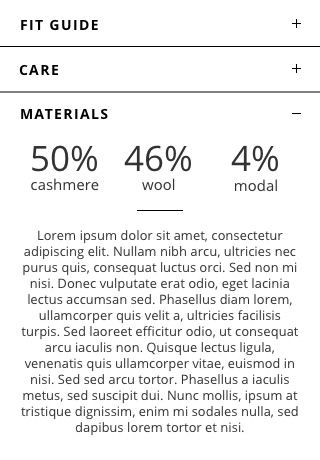 FIT GUIDE +
CARE +
MATERIALS –
50% 46% 4%
cashmere wool modal
Lorem ipsum dolor sit amet, consectetur
adipiscing elit. Nullam nibh arcu, ultricies nec
purus quis, consequat luctus orci. Sed non mi
nisi. Donec vulputate erat odio, eget lacinia
lectus accumsan sed. Phasellus diam lorem,
ullamcorper quis velit a, ultricies facilisis
turpis. Sed laoreet efficitur odio, ut consequat
arcu iaculis non. Quisque lectus ligula,
venenatis quis ullamcorper vitae, euismod in
nisi. Sed sed arcu tortor. Phasellus a iaculis
metus, sed suscipit dui. Nunc mollis, ipsum at
tristique dignissim, enim mi sodales nulla, sed
dapibus lorem tortor et nisi.